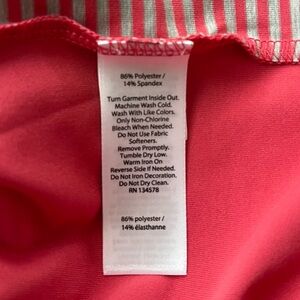 86% Polyester /
14% Spandex
Turn Garment Inside Out.
Machine Wash Cold.
Wash With Like Colors.
Only Non-Chlorine
Bleach When Needed.
Do Not Use Fabric
Softeners.
Remove Promptly.
Tumble Dry Low.
Warm Iron On
Reverse Side If Needed.
Do Not Iron Decoration.
Do Not Dry Clean.
RN 134578
86% polyester /
14% élasthanne